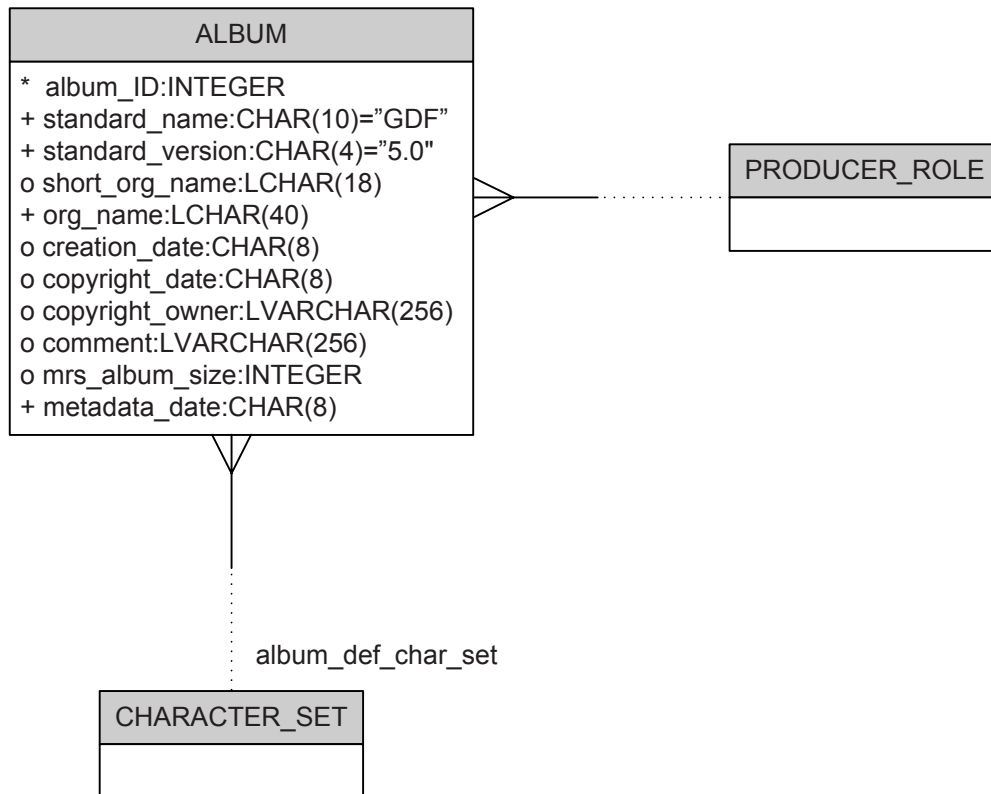 ALBUM
* album_ID:INTEGER
+ standard_name:CHAR(10)=”GDF”
+ standard_version:CHAR(4)=”5.0"
o short_org_name:LCHAR(18)
+ org_name:LCHAR(40)
o creation_date:CHAR(8)
o copyright_date:CHAR(8)
o copyright_owner:LVARCHAR(256)
o comment:LVARCHAR(256)
o mrs_album_size:INTEGER
+ metadata_date:CHAR(8)
PRODUCER_ROLE
album_def_char_set
CHARACTER_SET